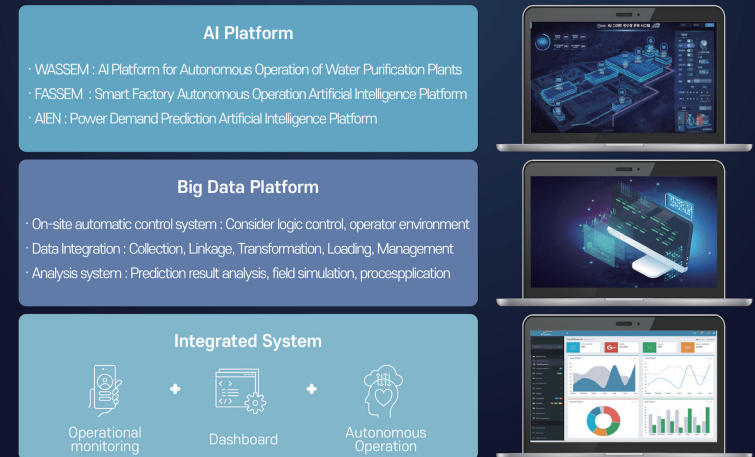 AI Platform
· WASSEM : AI Platform for Autonomous Operation of Water Purification Plants
· FASSEM : Smart Factory Autonomous Operation Artificial Intelligence Platform
· AIEN : Power Demand Prediction Artificial Intelligence Platform
Big Data Platform
· On-site automatic control system : Consider logic control, operator environment
· Data Integration : Collection, Linkage, Transformation, Loading, Management
· Analysis system : Prediction result analysis, field simulation, procespplication
Integrated System
Operational
monitoring
Dashboard
Autonomous
Operation